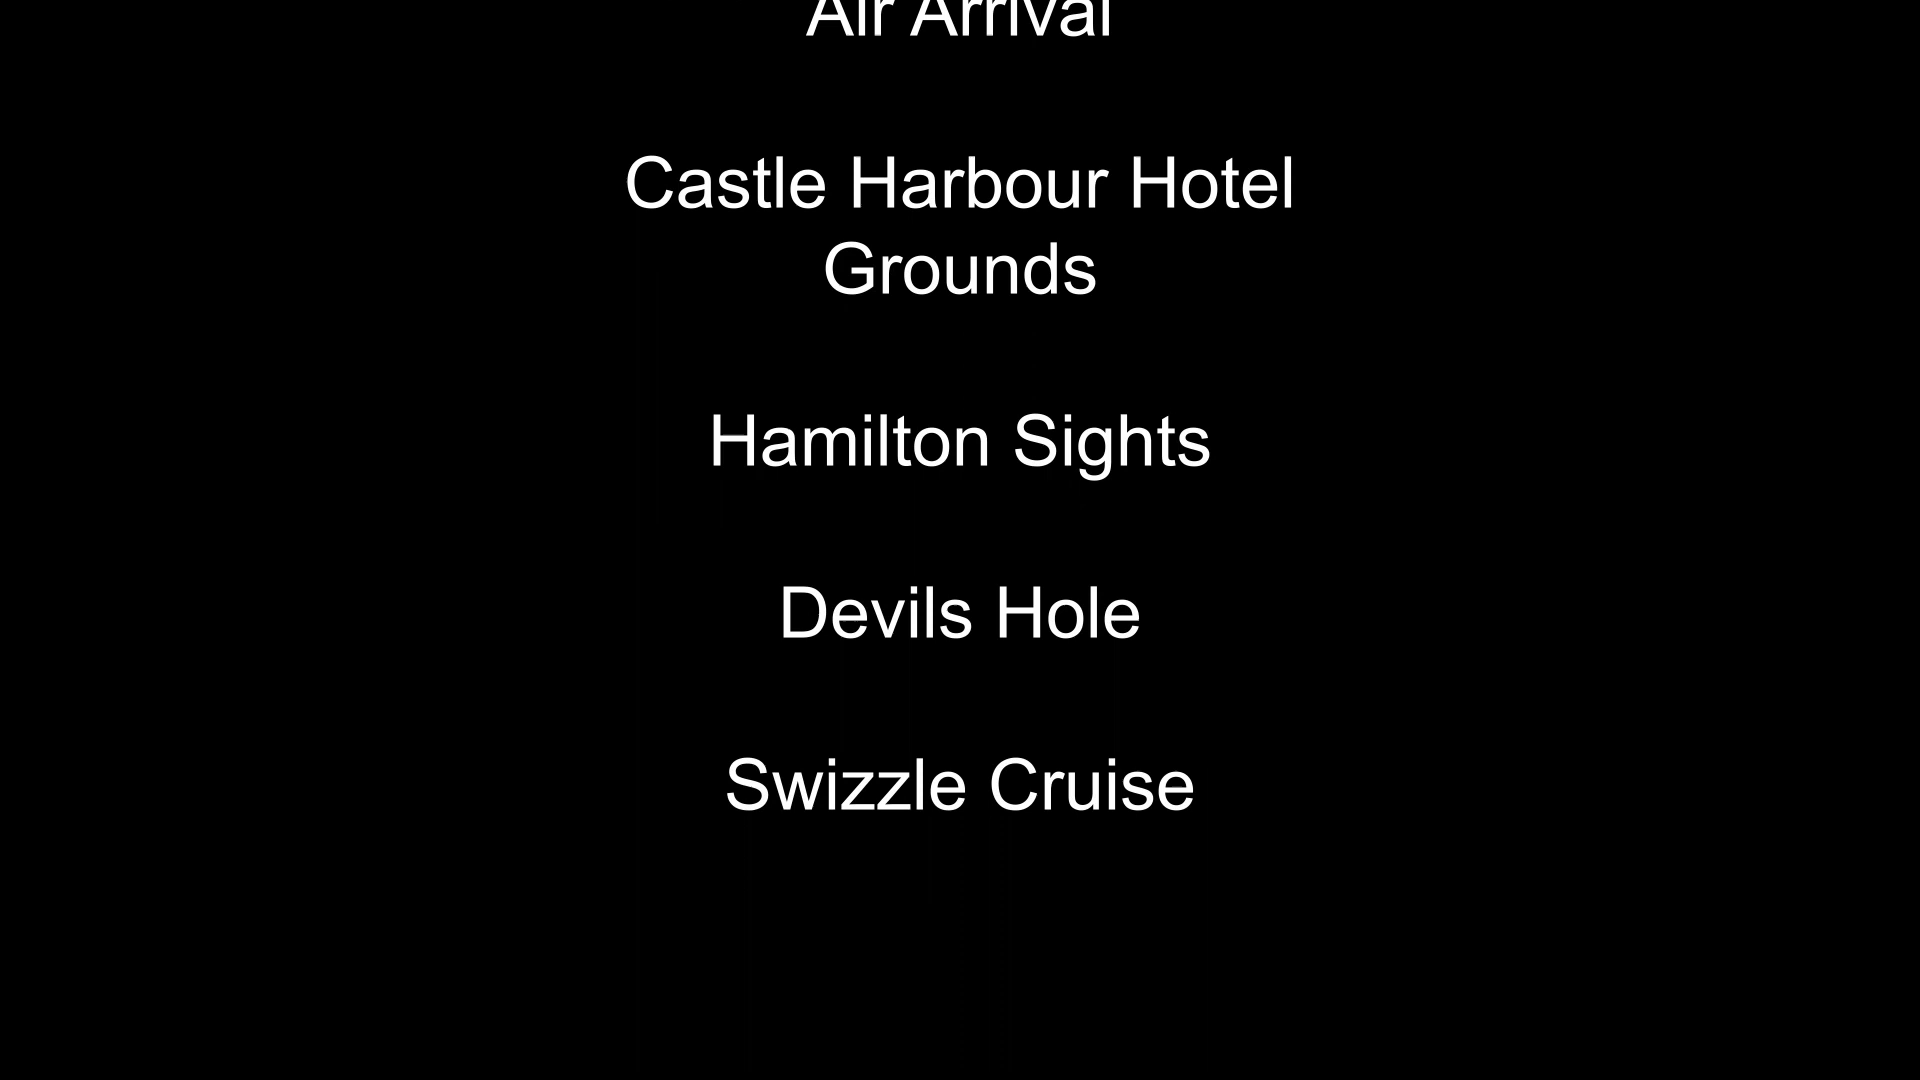 Air Arrival
Castle Harbour Hotel
Grounds
Hamilton Sights
Devils Hole
Swizzle Cruise